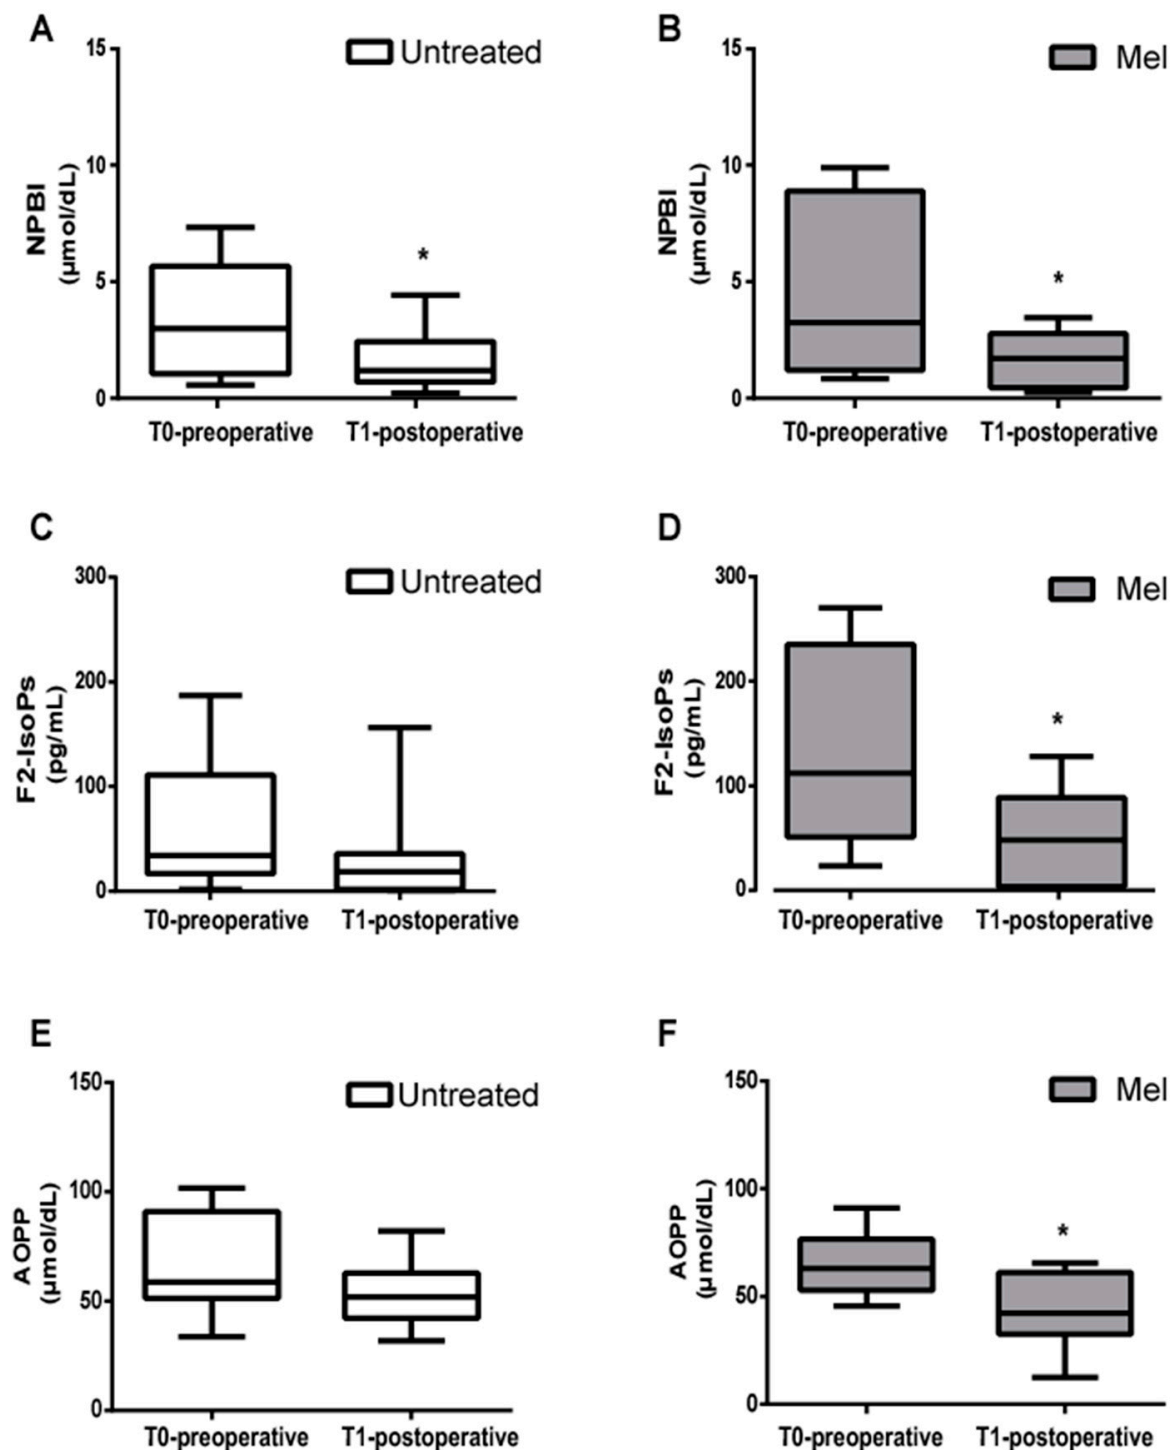 A
Untreated
15
10
5
0
NPBI
(µmol/dL)
*
T0-preoperative
T1-postoperative
B
Mel
15
10
5
0
NPBI
(µmol/dL)
*
T0-preoperative
T1-postoperative
C
Untreated
300
200
100
0
F2-IsoPs
(pg/mL)
T0-preoperative
T1-postoperative
D
Mel
300
200
100
0
F2-IsoPs
(pg/mL)
*
T0-preoperative
T1-postoperative
E
Untreated
150
100
50
0
AOPP
(µmol/dL)
T0-preoperative
T1-postoperative
F
Mel
150
100
50
0
AOPP
(µmol/dL)
*
T0-preoperative
T1-postoperative